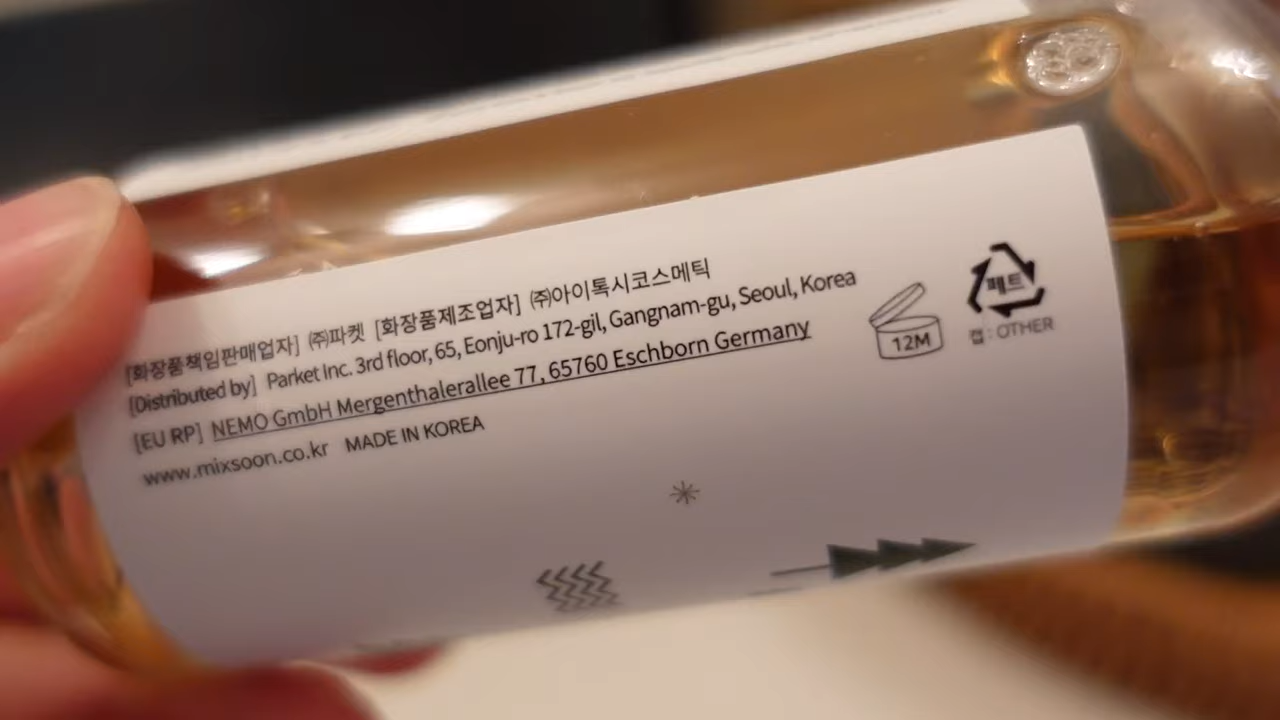 [화장품책임판매업자] ㈜파켓 [화장품제조업자] ㈜아이톡시코스메틱
[Distributed by] Parket Inc. 3rd floor, 65, Eonju-ro 172-gil, Gangnam-gu, Seoul, Korea
[EU RP] NEMO GmbH Mergenthalerallee 77, 65760 Eschborn Germany
www.mixsoon.co.kr MADE IN KOREA
12M
페트
캡 : OTHER